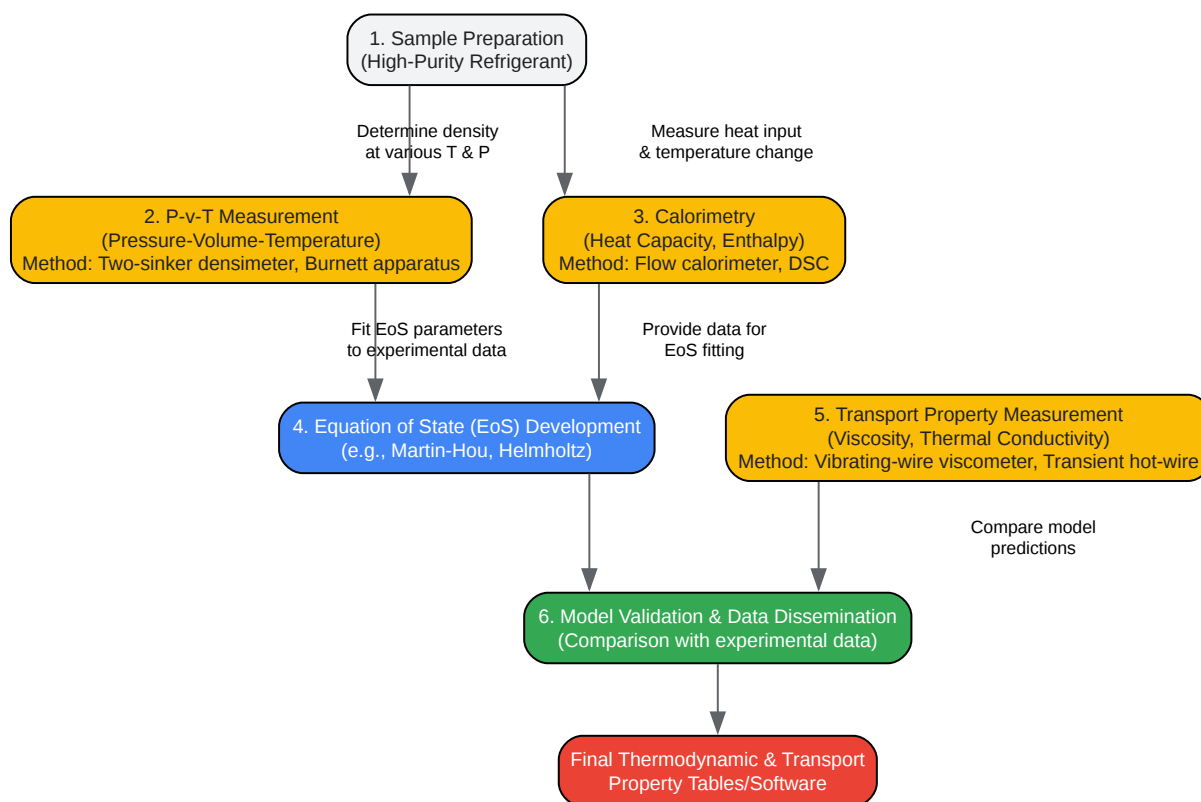 1. Sample Preparation
(High-Purity Refrigerant)
Determine density
at various T & P
Measure heat input
& temperature change
2. P-v-T Measurement
(Pressure-Volume-Temperature)
Method: Two-sinker densimeter, Burnett apparatus
3. Calorimetry
(Heat Capacity, Enthalpy)
Method: Flow calorimeter, DSC
Fit EoS parameters
to experimental data
Provide data for
EoS fitting
4. Equation of State (EoS) Development
(e.g., Martin-Hou, Helmholtz)
5. Transport Property Measurement
(Viscosity, Thermal Conductivity)
Method: Vibrating-wire viscometer, Transient hot-wire
Compare model
predictions
6. Model Validation & Data Dissemination
(Comparison with experimental data)
Final Thermodynamic & Transport
Property Tables/Software